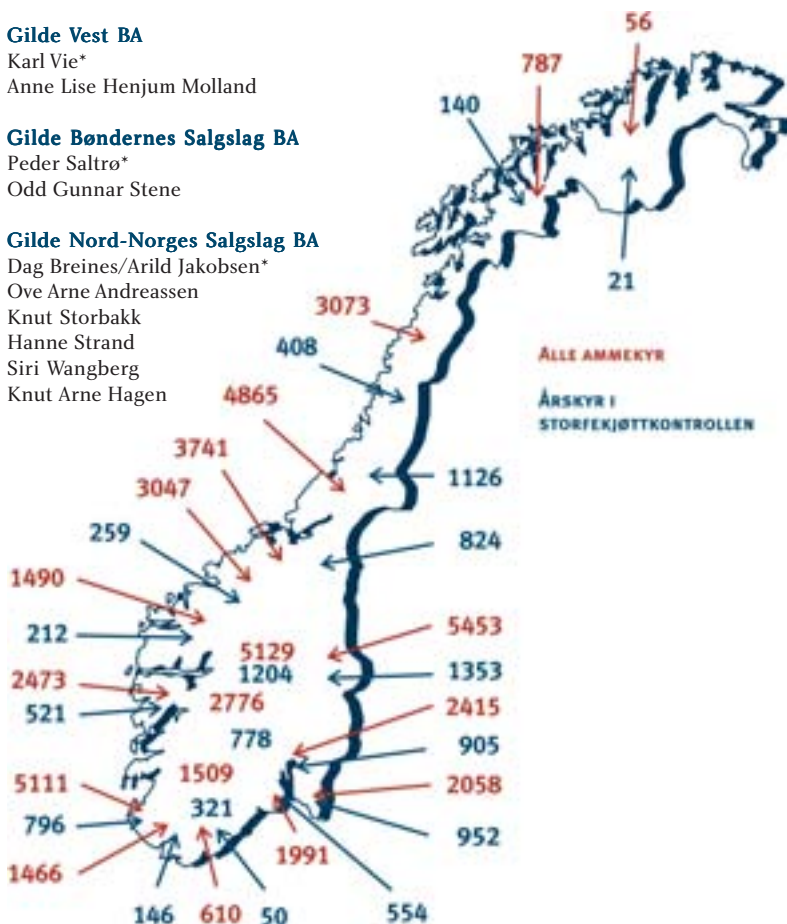 Gilde Vest BA
Karl Vie*
Anne Lise Henjum Molland
Gilde Bøndernes Salgslag BA
Peder Saltrø*
Odd Gunnar Stene
Gilde Nord-Norges Salgslag BA
Dag Breines/Arild Jakobsen*
Ove Arne Andreassen
Knut Storbakk
Hanne Strand
Siri Wangberg
Knut Arne Hagen
56
787
140
21
3073
408
ALLE AMMEKYR
ÅRSKYR I
STORFEKJØTTKONTROLLEN
4865
3741
3047
1126
259
824
1490
212
5453
5129
1204
1353
2473
2776
2415
521
778
905
1509
5111
2058
321
796
952
1991
1466
146
610
50
554